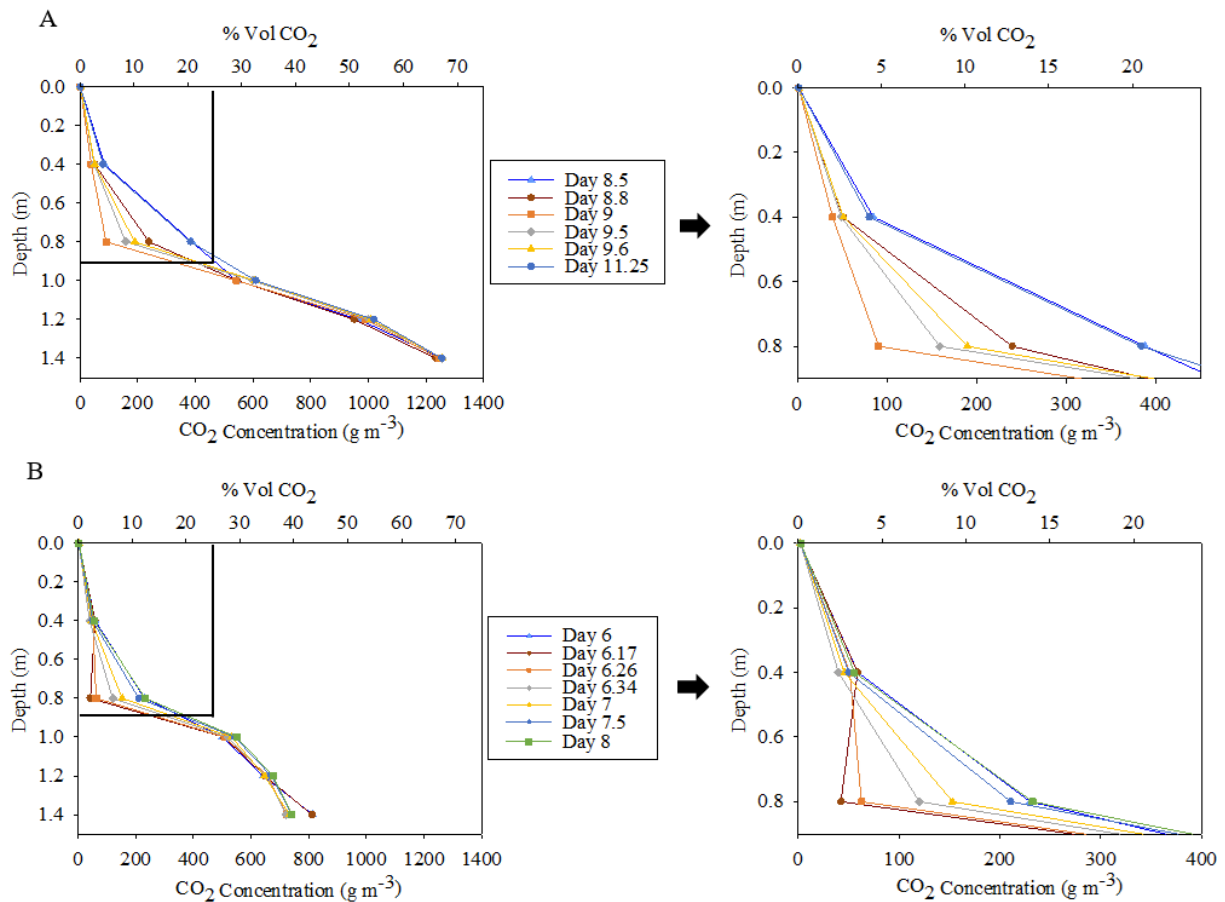 A
% Vol CO2
0 10 20 30 40 50 60 70
0.0
0.2
0.4
0.6
0.8
1.0
1.2
1.4
Depth (m)
0 200 400 600 800 1000 1200 1400
CO2 Concentration (g m-3)
Day 8.5
Day 8.8
Day 9
Day 9.5
Day 9.6
Day 11.25
% Vol CO2
0 5 10 15 20
0.0
0.2
0.4
0.6
0.8
Depth (m)
0 100 200 300 400
CO2 Concentration (g m-3)
B
% Vol CO2
0 10 20 30 40 50 60 70
0.0
0.2
0.4
0.6
0.8
1.0
1.2
1.4
Depth (m)
0 200 400 600 800 1000 1200 1400
CO2 Concentration (g m-3)
Day 6
Day 6.17
Day 6.26
Day 6.34
Day 7
Day 7.5
Day 8
% Vol CO2
0 5 10 15 20
0.0
0.2
0.4
0.6
0.8
Depth (m)
0 100 200 300 400
CO2 Concentration (g m-3)